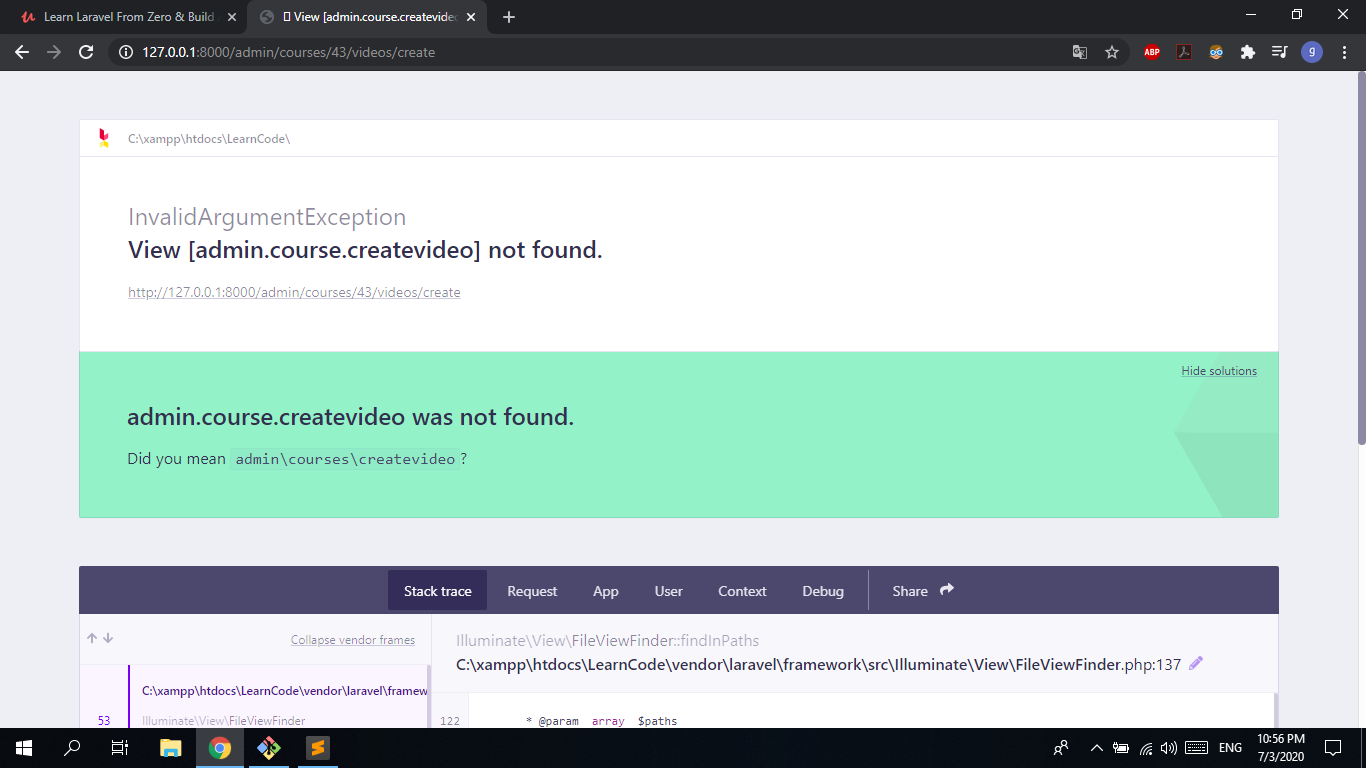 Learn Laravel From Zero & Build
View [admin.course.createvideo
127.0.0.1:8000/admin/courses/43/videos/create
ABP
g
C:\xampp\htdocs\LearnCode\
InvalidArgumentException
View [admin.course.createvideo] not found.
http://127.0.0.1:8000/admin/courses/43/videos/create
Hide solutions
admin.course.createvideo was not found.
Did you mean admin\courses\createvideo?
Stack trace Request App User Context Debug Share
Collapse vendor frames
Illuminate\View\FileViewFinder::findInPaths
C:\xampp\htdocs\LearnCode\vendor\laravel\framework\src\Illuminate\View\FileViewFinder.php:137
C:\xampp\htdocs\LearnCode\vendor\laravel\framew
53 Illuminate\View\FileViewFinder
122 * @param array $paths
ENG
10:56 PM
7/3/2020